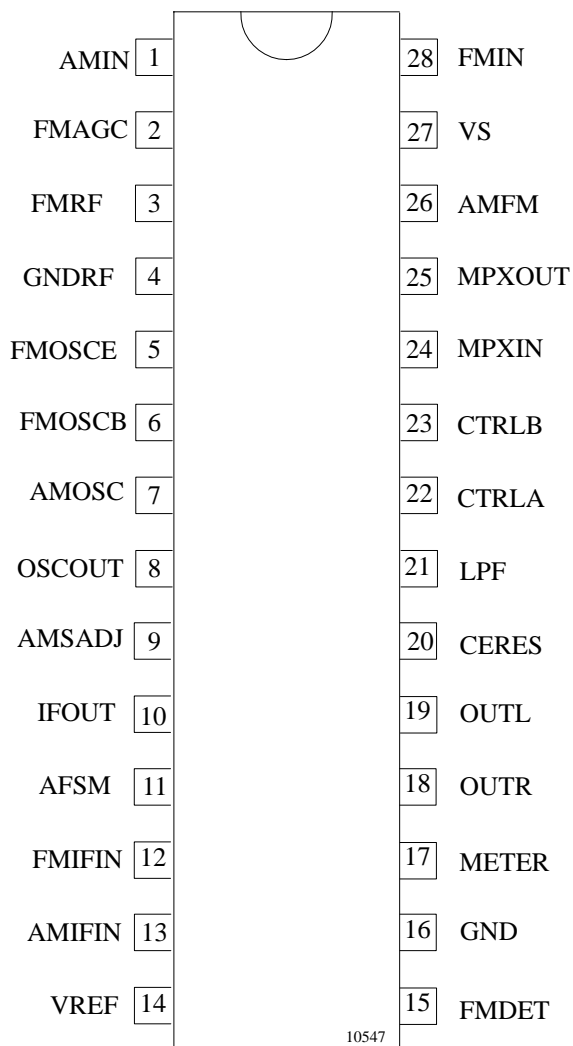 AMIN 1 28 FMIN
FMAGC 2 27 VS
FMRF 3 26 AMFM
GNDRF 4 25 MPXOUT
FMOSCE 5 24 MPXIN
FMOSCB 6 23 CTRLB
AMOSC 7 22 CTRLA
OSCOUT 8 21 LPF
AMSADJ 9 20 CERES
IFOUT 10 19 OUTL
AFSM 11 18 OUTR
FMIFIN 12 17 METER
AMIFIN 13 16 GND
VREF 14 15 FMDET
10547